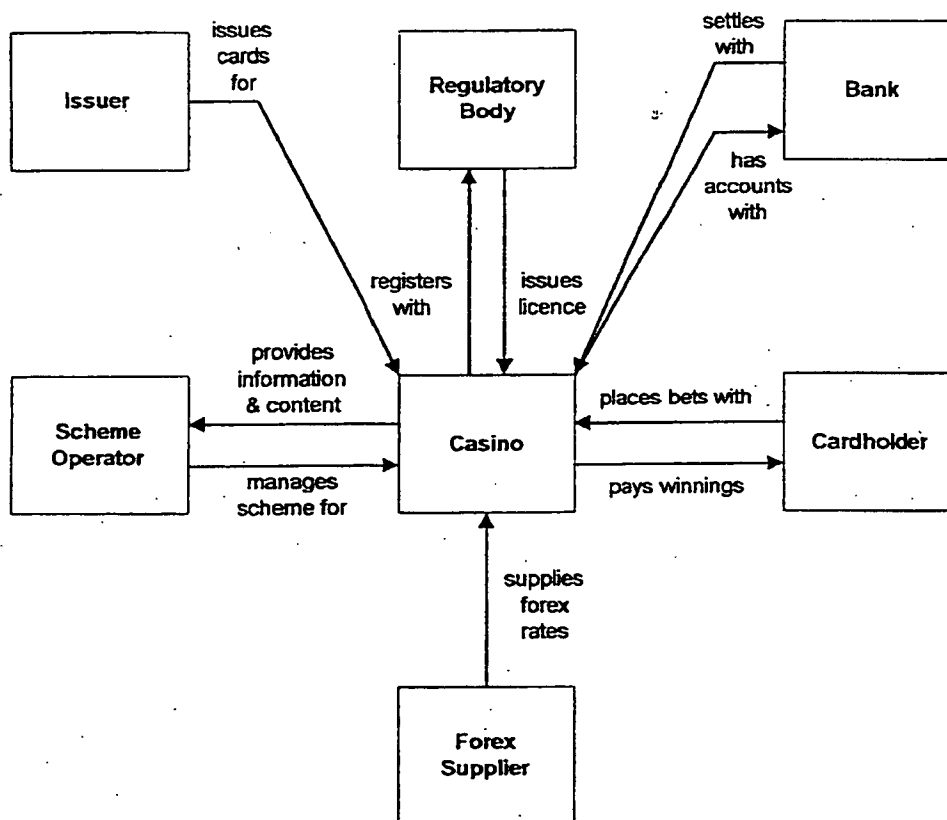 issues
cards
for
settles
with
Issuer
Regulatory
Body
Bank
has
accounts
with
registers
with
issues
licence
provides
information
& content
places bets with
Scheme
Operator
Casino
Cardholder
manages
scheme for
pays winnings
supplies
forex
rates
Forex
Supplier